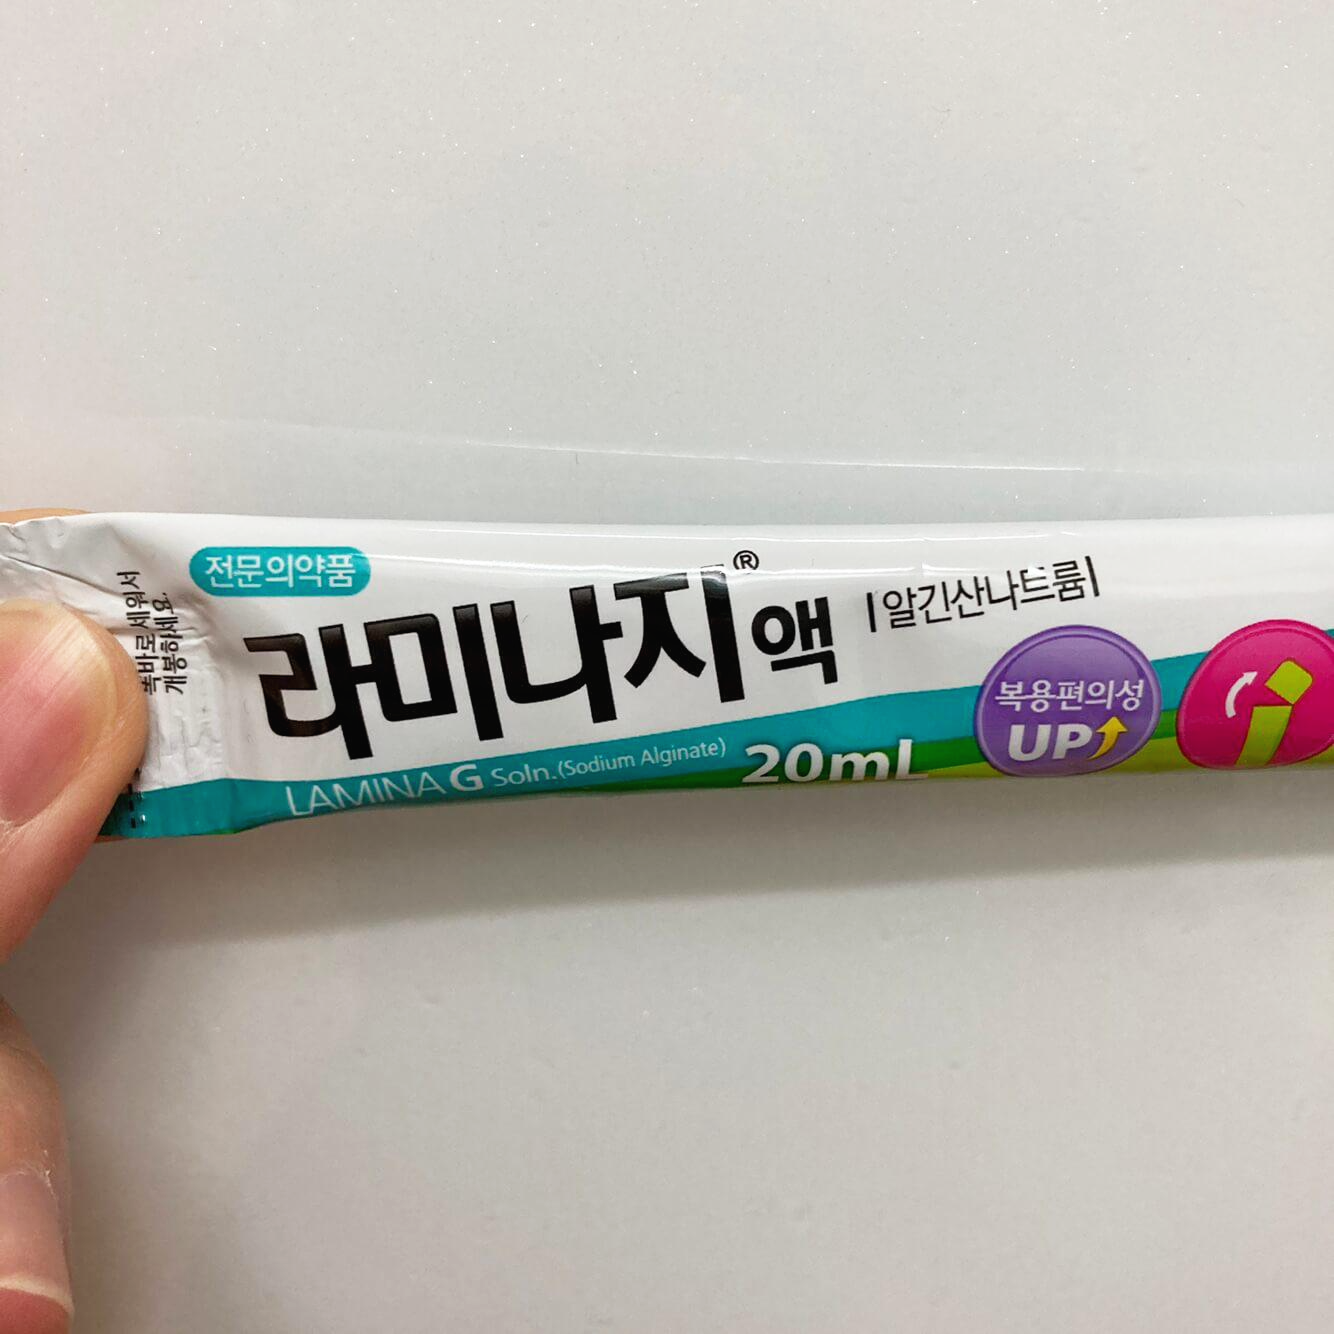 똑바로 세워서
개봉하세요.
전문의약품
라미나지® 액
|알긴산나트륨|
LAMINA G Soln.(Sodium Alginate)
20mL
복용편의성
UP